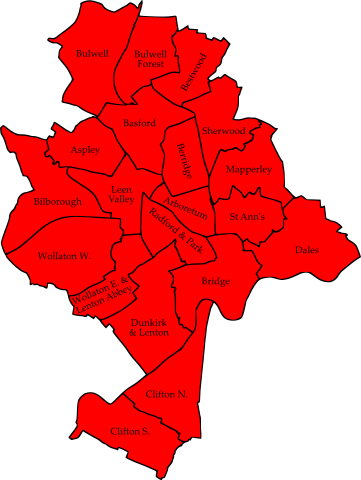 Bulwell
Bulwell
Forest
Bestwood
Basford
Sherwood
Aspley
Berridge
Mapperley
Leen
Valley
Bilborough
Arboretum
St Ann's
Radford & Park
Wollaton W.
Dales
Bridge
Wollaton E. &
Lenton Abbey
Dunkirk
& Lenton
Clifton N.
Clifton S.